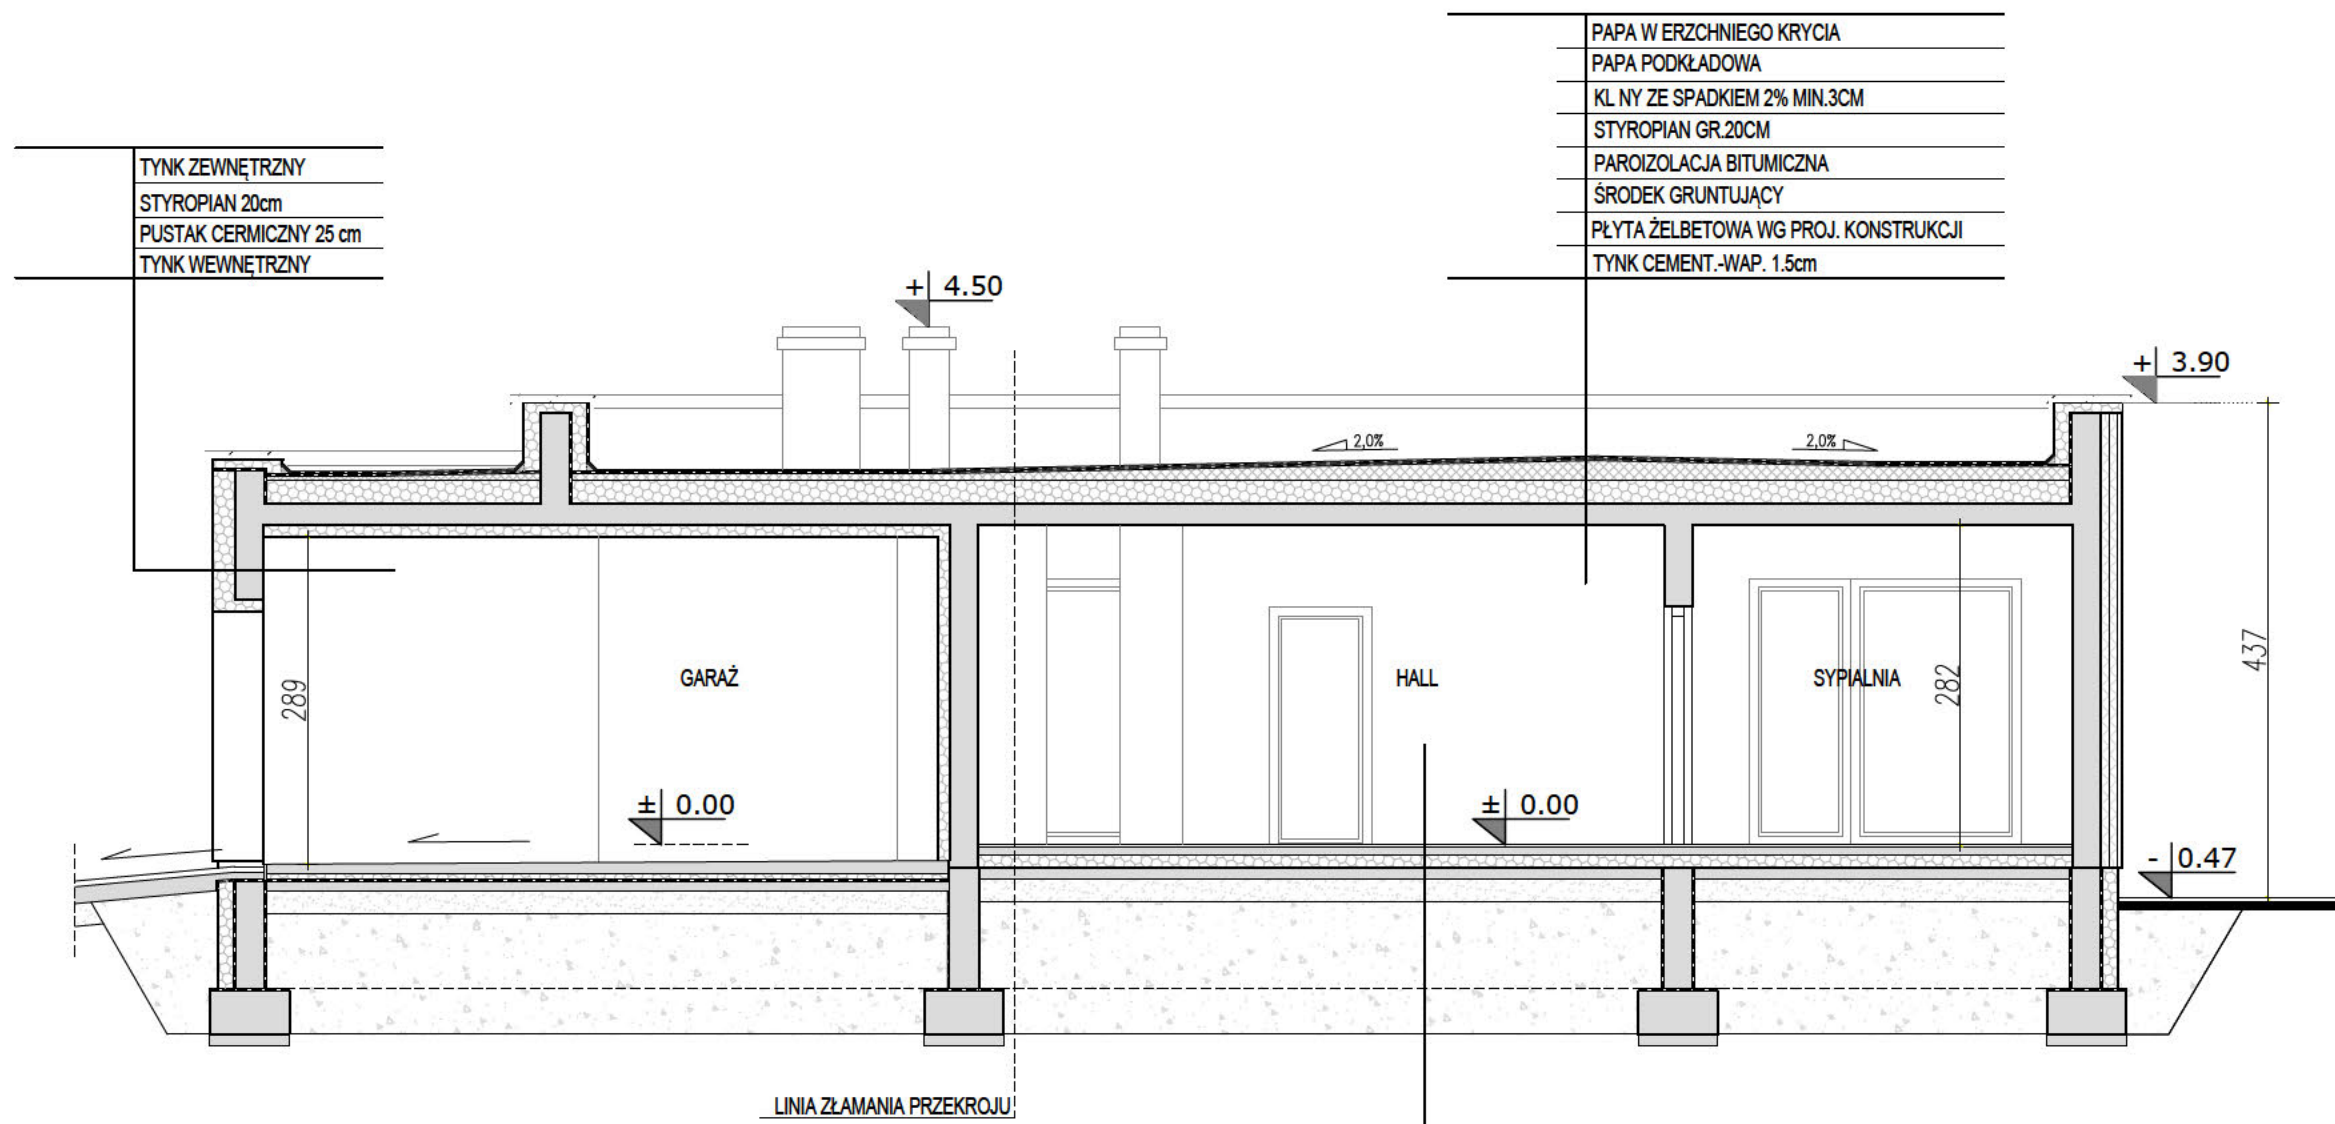 PAPA W ERZCHNIEGO KRYCIA
PAPA PODKŁADOWA
KL NY ZE SPADKIEM 2% MIN.3CM
STYROPIAN GR.20CM
PAROIZOLACJA BITUMICZNA
ŚRODEK GRUNTUJĄCY
PŁYTA ŻELBETOWA WG PROJ. KONSTRUKCJI
TYNK CEMENT.-WAP. 1.5cm
TYNK ZEWNĘTRZNY
STYROPIAN 20cm
PUSTAK CERMICZNY 25 cm
TYNK WEWNĘTRZNY
+ 4.50
+ 3.90
2,0%
2,0%
289
GARAŻ
HALL
SYPIALNIA
282
437
± 0.00
± 0.00
- 0.47
LINIA ZŁAMANIA PRZEKROJU